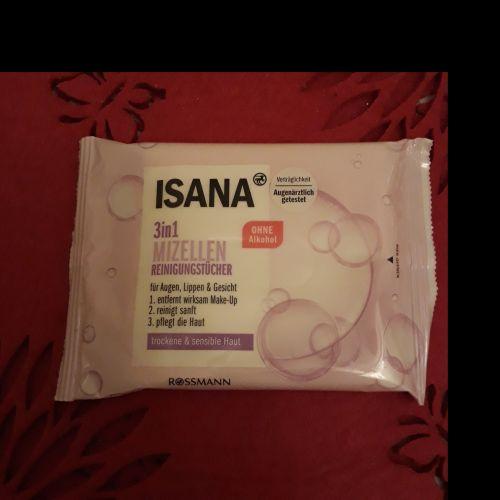 ISANA
Verträglichkeit
Augenärztlich
getestet
3in1
MIZELLEN
REINIGUNGSTÜCHER
OHNE
Alkohol
für Augen, Lippen & Gesicht
1. entfernt wirksam Make-Up
2. reinigt sanft
3. pflegt die Haut
trockene & sensible Haut
ROSSMANN